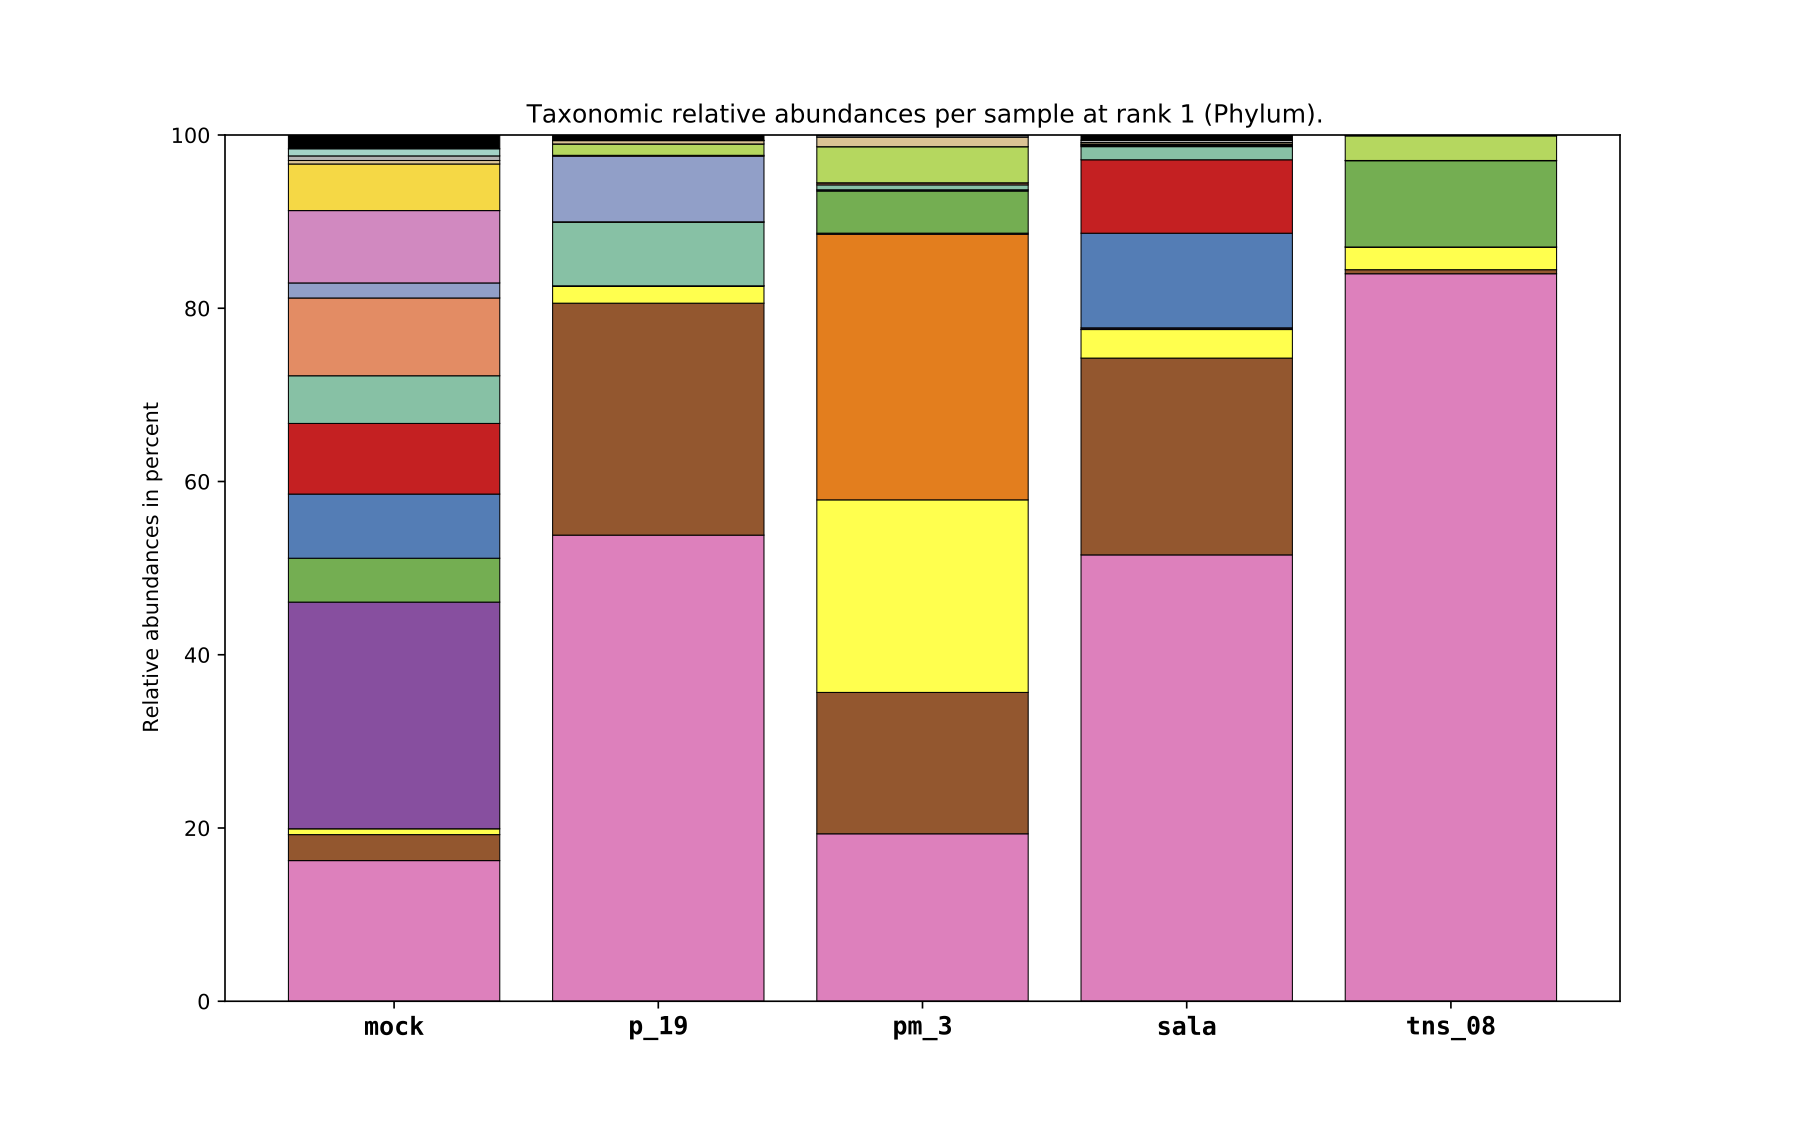 Taxonomic relative abundances per sample at rank 1 (Phylum).
Relative abundances in percent
100
80
60
40
20
0
mock p_19 pm_3 sala tns_08